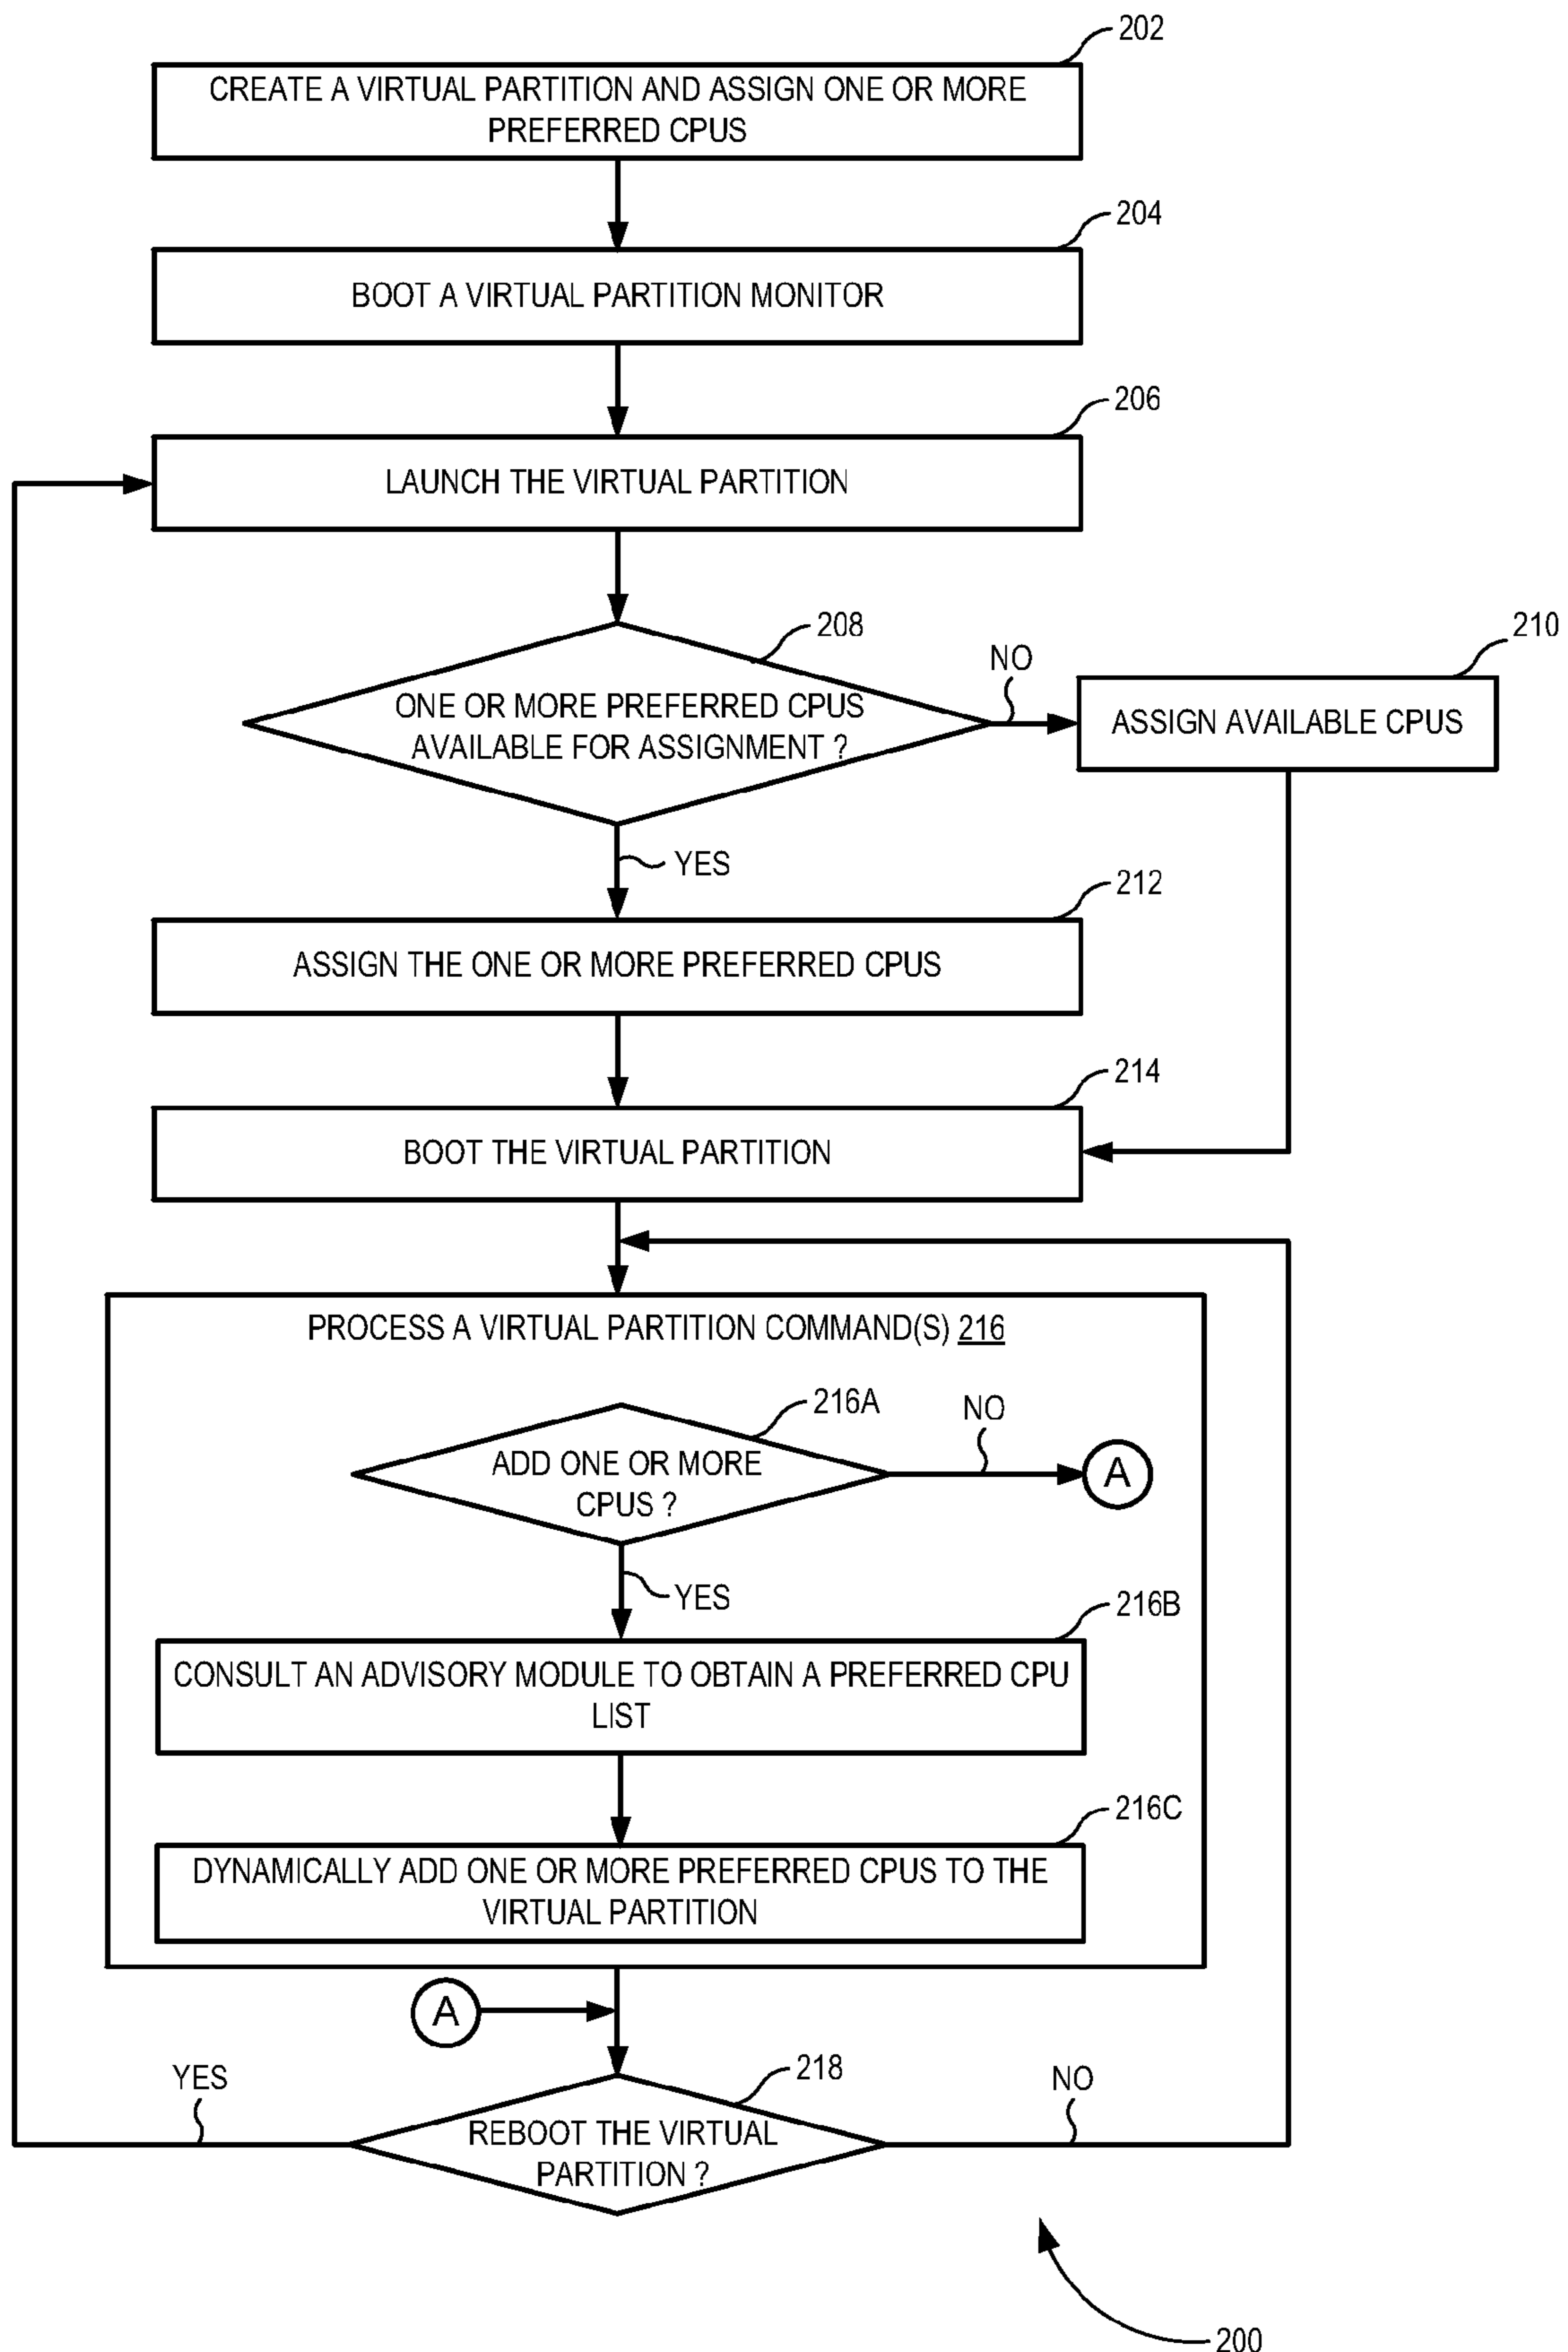 202
CREATE A VIRTUAL PARTITION AND ASSIGN ONE OR MORE
PREFERRED CPUS
204
BOOT A VIRTUAL PARTITION MONITOR
206
LAUNCH THE VIRTUAL PARTITION
208
ONE OR MORE PREFERRED CPUS
AVAILABLE FOR ASSIGNMENT ?
NO
210
ASSIGN AVAILABLE CPUS
YES
212
ASSIGN THE ONE OR MORE PREFERRED CPUS
214
BOOT THE VIRTUAL PARTITION
PROCESS A VIRTUAL PARTITION COMMAND(S) 216
216A
ADD ONE OR MORE
CPUS ?
NO
A
YES
216B
CONSULT AN ADVISORY MODULE TO OBTAIN A PREFERRED CPU
LIST
216C
DYNAMICALLY ADD ONE OR MORE PREFERRED CPUS TO THE
VIRTUAL PARTITION
A
218
YES
REBOOT THE VIRTUAL
PARTITION ?
NO
200